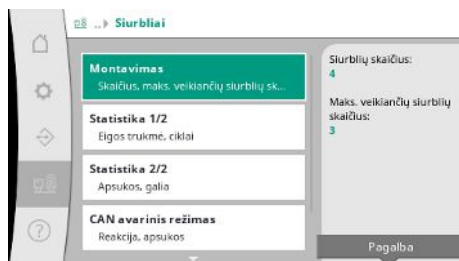 ..▸ Siurbliai
Montavimas
Skaičius, maks. veikiančių siurblių sk...
Statistika 1/2
Eigos trukmė, ciklai
Statistika 2/2
Apsukos, galia
CAN avarinis režimas
Reakcija, apsukos
Siurblių skaičius:
4
Maks. veikiančių siurblių
skaičius:
3
Pagalba